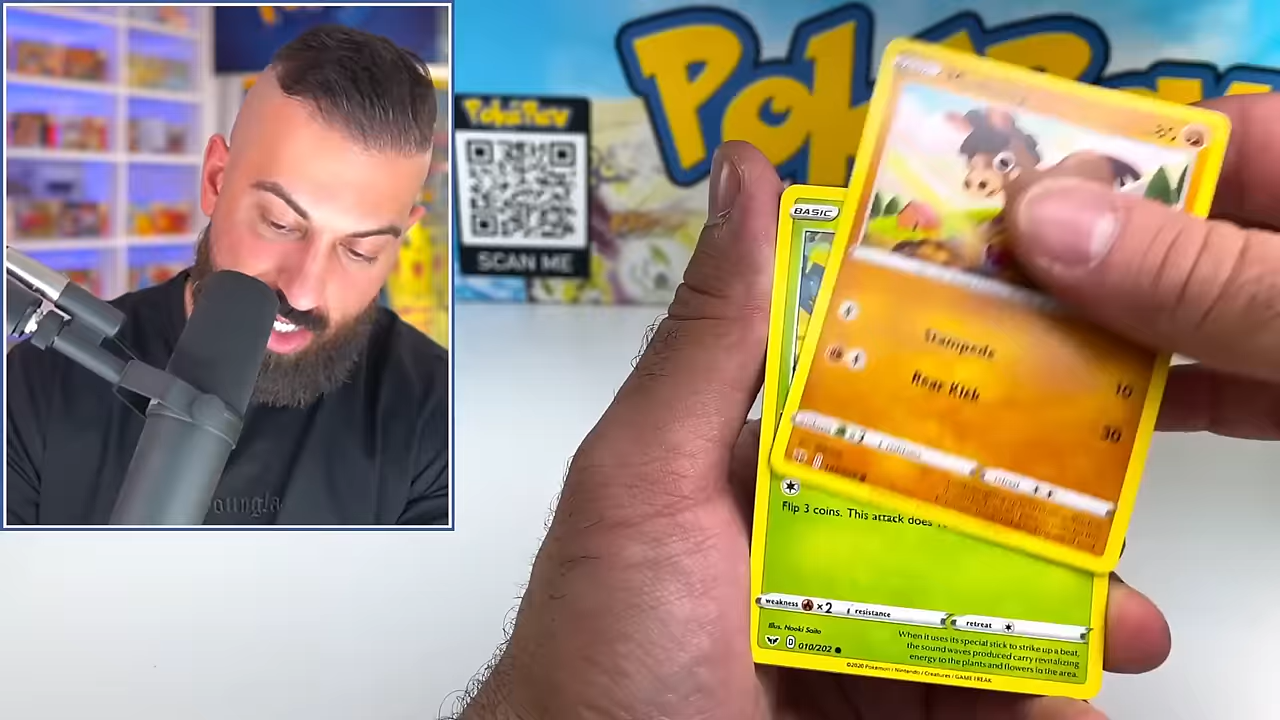 PokéRev
SCAN ME
BASIC
Stampede
10
Rear Kick
30
Flip 3 coins. This attack does
weakness ×2 resistance
retreat
Illus. Naoki Saito
D 010/202
When it uses its special stick to strike up a beat,
the sound waves produced carry revitalizing
energy to the plants and flowers in the area.
©2020 Pokémon / Nintendo / Creatures / GAME FREAK